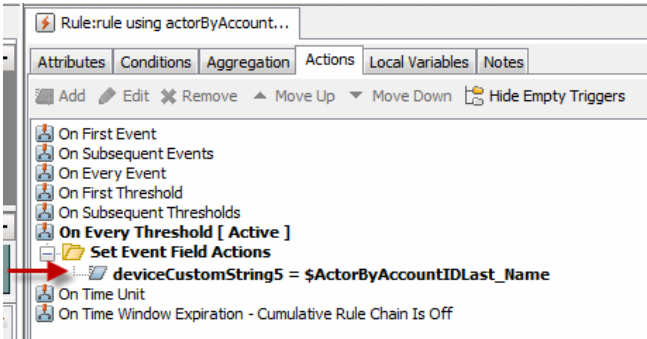 Rule:rule using actorByAccount...
Attributes Conditions Aggregation Actions Local Variables Notes
Add Edit Remove Move Up Move Down Hide Empty Triggers
On First Event
On Subsequent Events
On Every Event
On First Threshold
On Subsequent Thresholds
On Every Threshold [ Active ]
Set Event Field Actions
deviceCustomString5 = $ActorByAccountIDLast_Name
On Time Unit
On Time Window Expiration - Cumulative Rule Chain Is Off